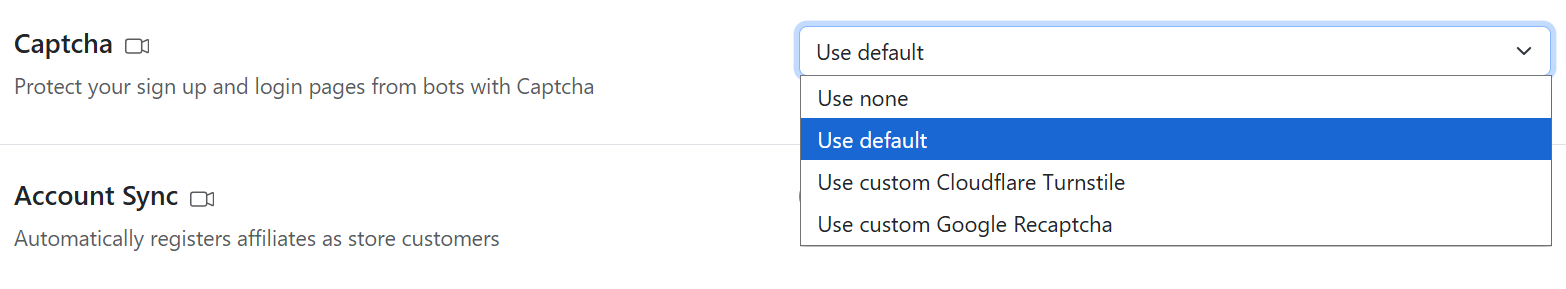 Captcha
Protect your sign up and login pages from bots with Captcha
Use default
Use none
Use default
Use custom Cloudflare Turnstile
Use custom Google Recaptcha
Account Sync
Automatically registers affiliates as store customers